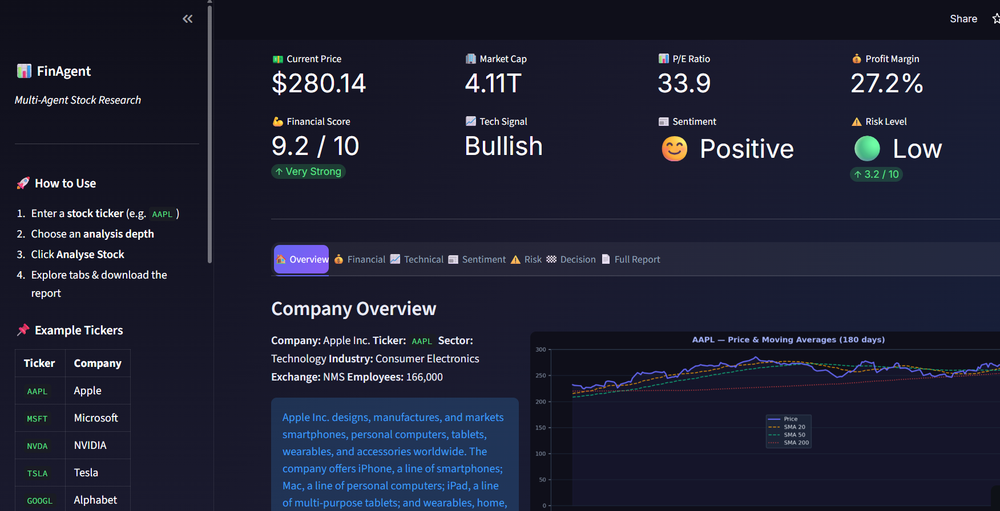 Share
FinAgent
Multi-Agent Stock Research
How to Use
1. Enter a stock ticker (e.g. AAPL )
2. Choose an analysis depth
3. Click Analyse Stock
4. Explore tabs & download the
report
Example Tickers
Ticker Company
AAPL Apple
MSFT Microsoft
NVDA NVIDIA
TSLA Tesla
GOOGL Alphabet
Current Price
$280.14
Market Cap
4.11T
P/E Ratio
33.9
Profit Margin
27.2%
Financial Score
9.2 / 10
↑ Very Strong
Tech Signal
Bullish
Sentiment
Positive
Risk Level
Low
↑ 3.2 / 10
Overview Financial Technical Sentiment Risk Decision Full Report
Company Overview
Company: Apple Inc. Ticker: AAPL Sector:
Technology Industry: Consumer Electronics
Exchange: NMS Employees: 166,000
Apple Inc. designs, manufactures, and markets
smartphones, personal computers, tablets,
wearables, and accessories worldwide. The
company offers iPhone, a line of smartphones;
Mac, a line of personal computers; iPad, a line
of multi-purpose tablets; and wearables, home,
AAPL — Price & Moving Averages (180 days)
300
250
200
150
100
50
0
Price
SMA 20
SMA 50
SMA 200